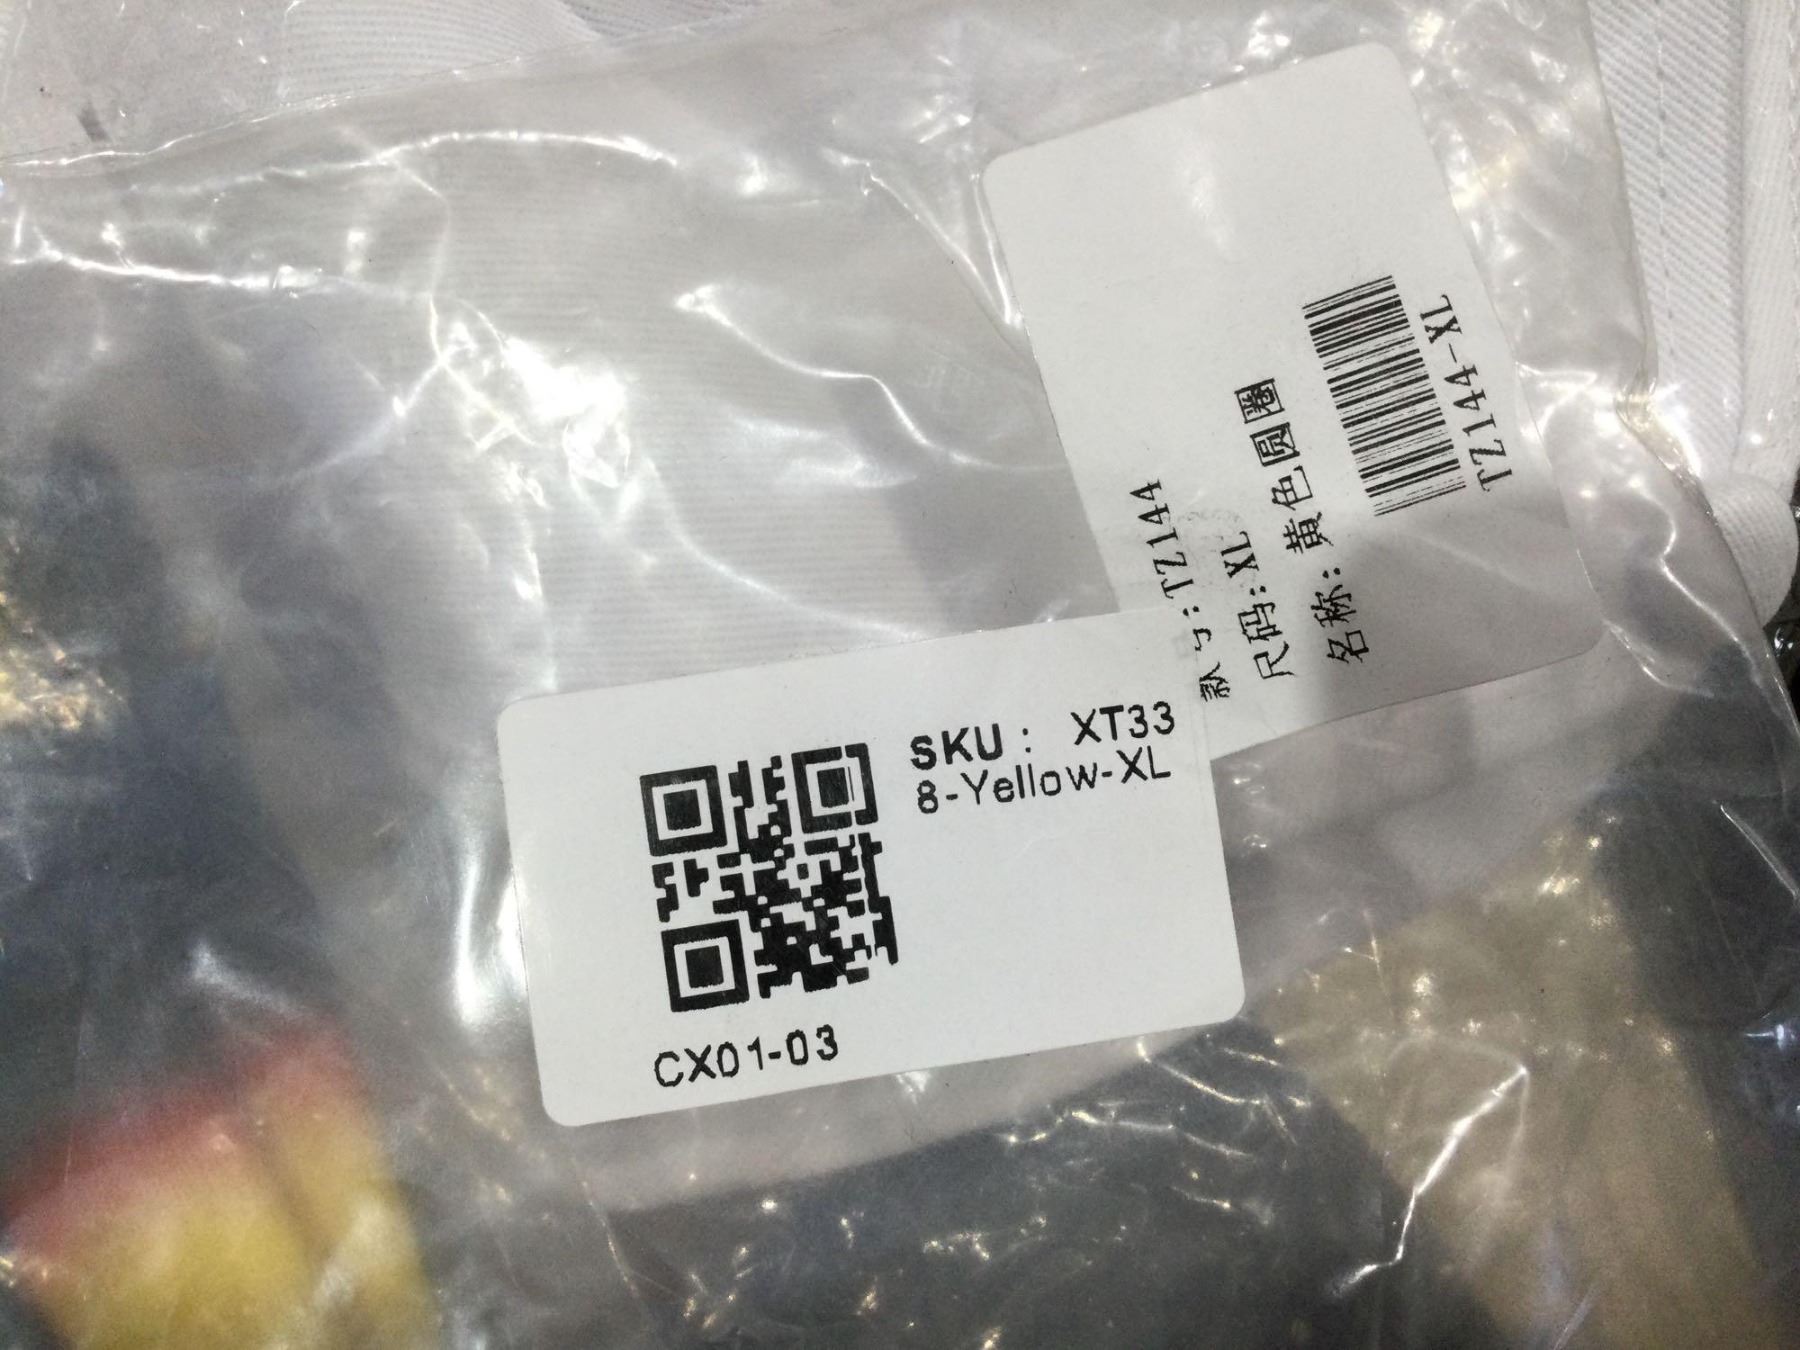 SKU： XT33
8-Yellow-XL
CX01-03
款 号:TZ144
尺码:XL
名称:黄色圆圈
TZ144-XL